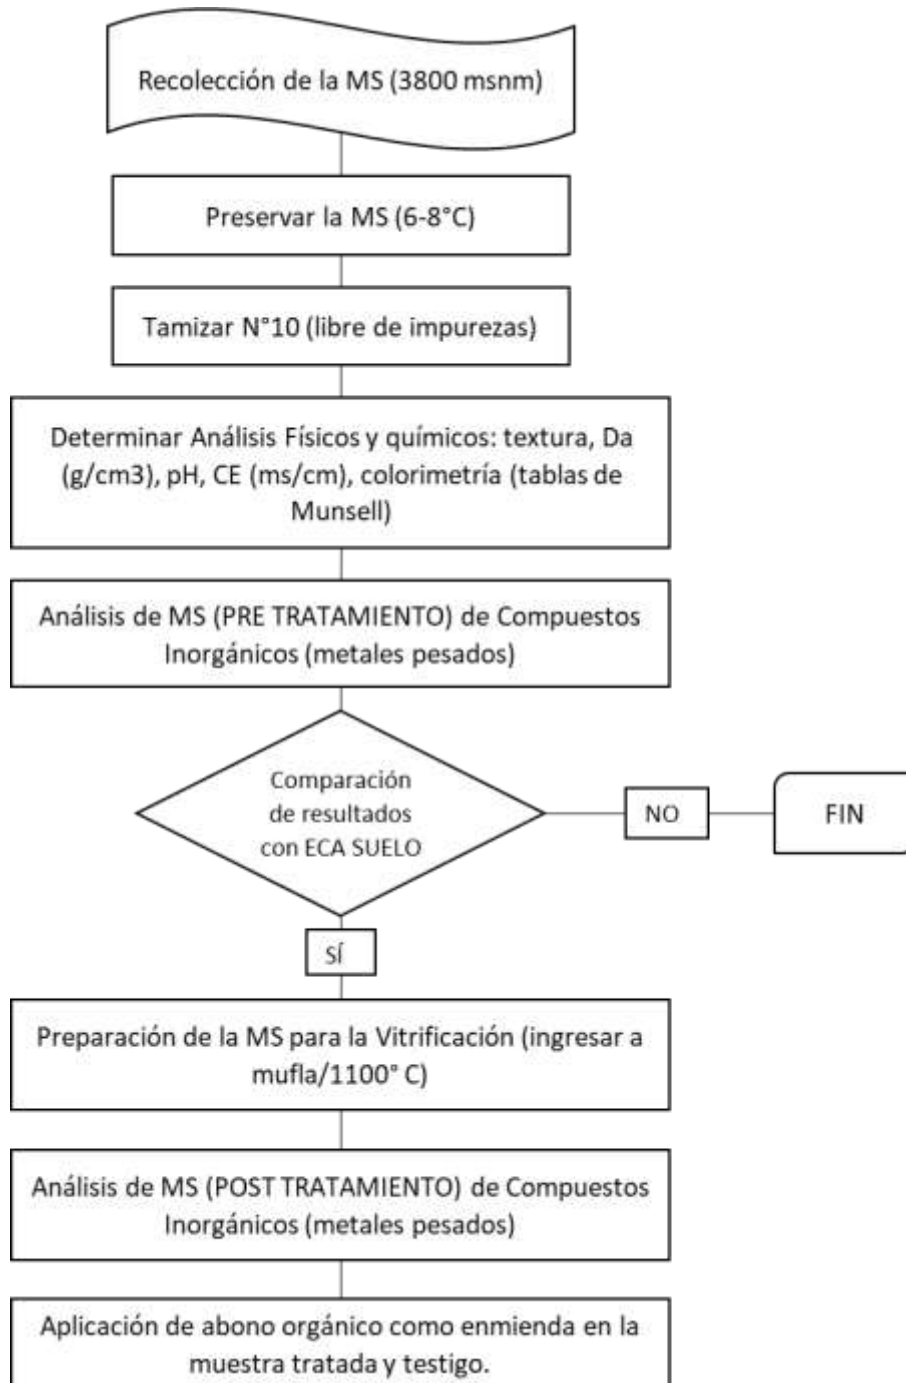 Recolección de la MS (3800 msnm)
Preservar la MS (6-8°C)
Tamizar N°10 (libre de impurezas)
Determinar Análisis Físicos y químicos: textura, Da
(g/cm3), pH, CE (ms/cm), colorimetría (tablas de
Munsell)
Análisis de MS (PRE TRATAMIENTO) de Compuestos
Inorgánicos (metales pesados)
Comparación
de resultados
con ECA SUELO
NO
FIN
SÍ
Preparación de la MS para la Vitrificación (ingresar a
mufla/1100° C)
Análisis de MS (POST TRATAMIENTO) de Compuestos
Inorgánicos (metales pesados)
Aplicación de abono orgánico como enmienda en la
muestra tratada y testigo.